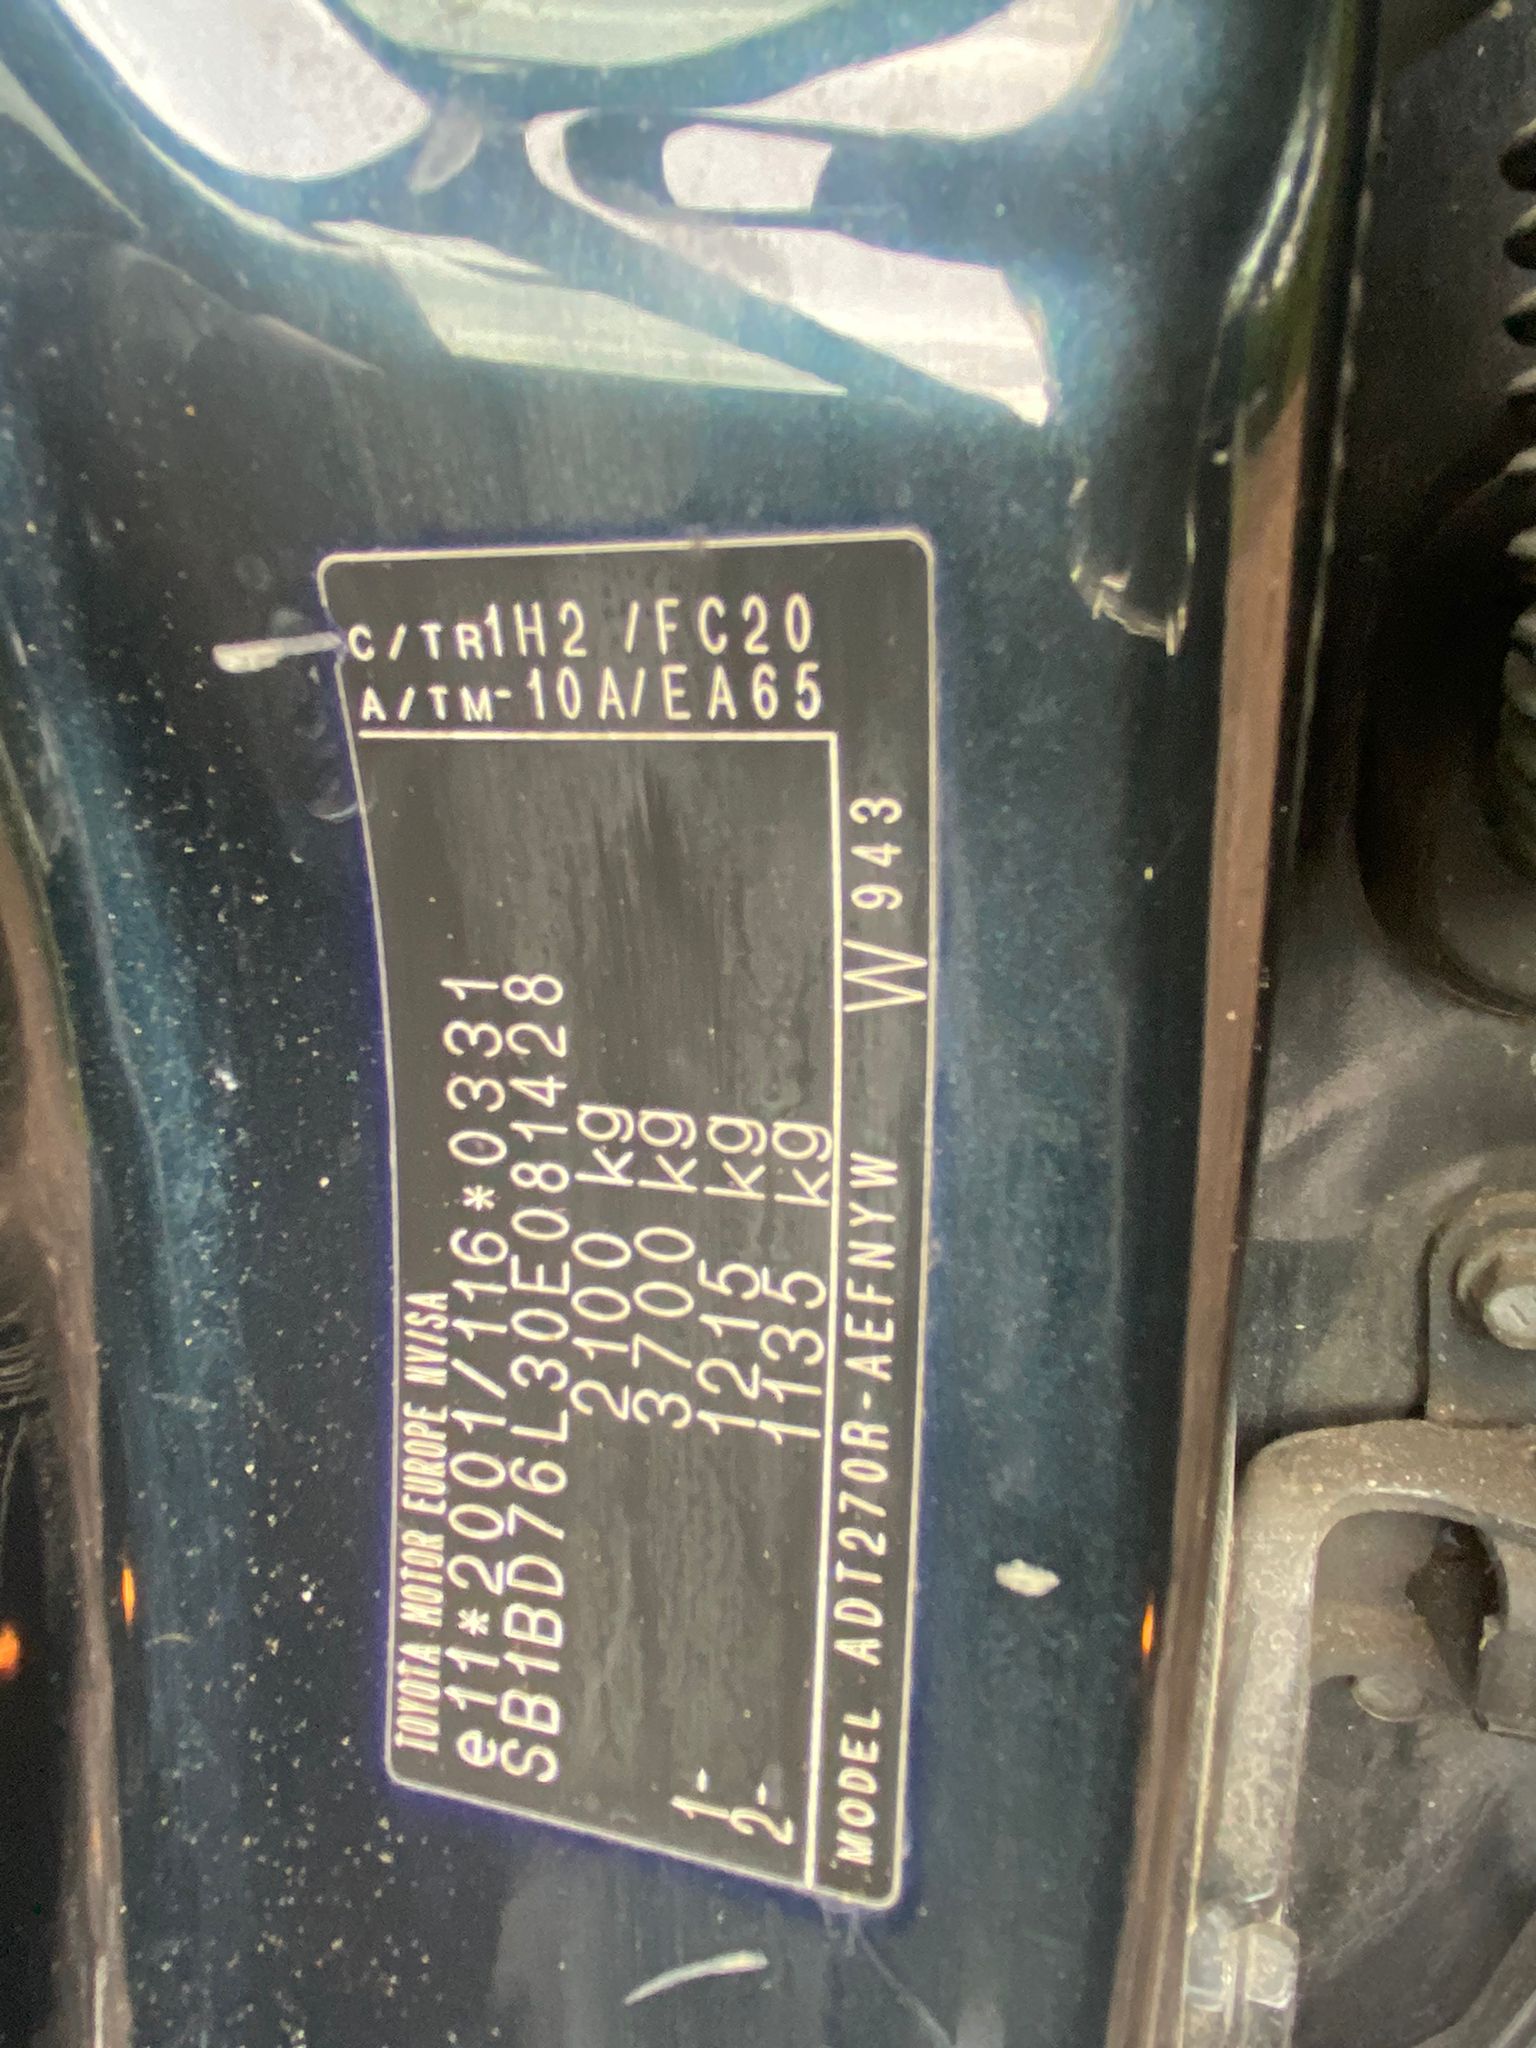 TOYOTA MOTOR EUROPE NV/SA
e11*2001/116*0331
SB1BD76L30E081428
2100 kg
3700 kg
1- 1215 kg
2- 1135 kg
MODEL ADT270R-AEFNYW W 943
C/TR1H2 /FC20
A/TM-10A/EA65